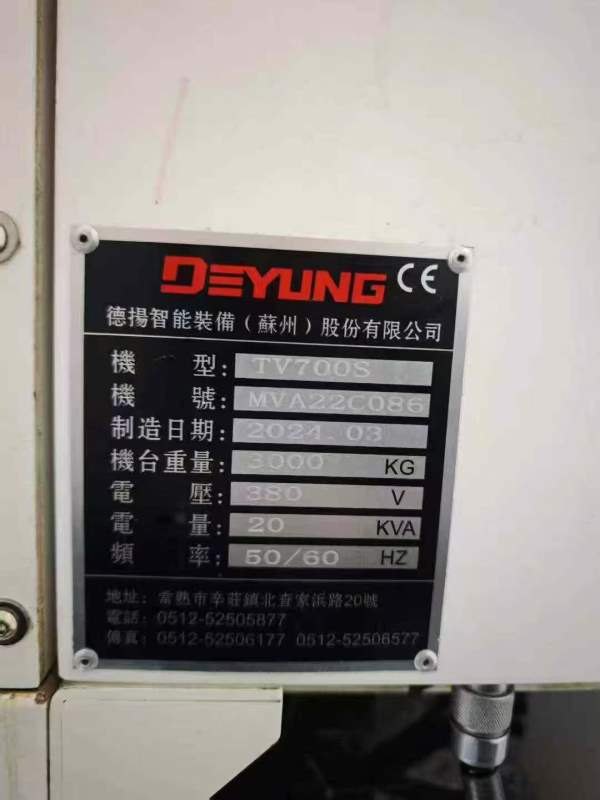 DEYUNG CE
德揚智能裝備（蘇州）股份有限公司
機 型: TV700S
機 號: MVA22C086
制造日期: 2024.03
機台重量: 3000 KG
電 壓: 380 V
電 量: 20 KVA
頻 率: 50/60 HZ
地址: 常熟市辛莊鎮北查家浜路20號
電話: 0512-52505877
傳真: 0512-52506177 0512-52506577